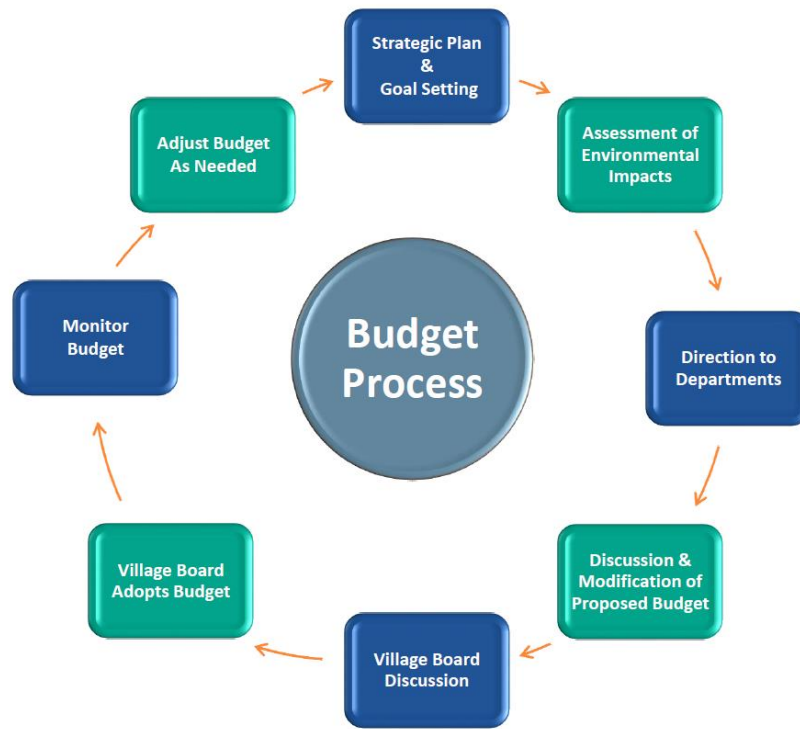 Strategic Plan
&
Goal Setting
Assessment of
Environmental
Impacts
Direction to
Departments
Discussion &
Modification of
Proposed Budget
Village Board
Discussion
Village Board
Adopts Budget
Monitor
Budget
Adjust Budget
As Needed
Budget
Process